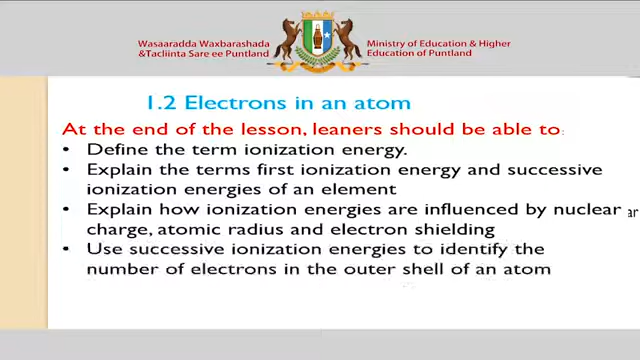 Wasaaradda Waxbarashada
&Tacliinta Sare ee Puntland
Ministry of Education & Higher
Education of Puntland
1.2 Electrons in an atom
At the end of the lesson, leaners should be able to:
• Define the term ionization energy.
• Explain the terms first ionization energy and successive
ionization energies of an element
• Explain how ionization energies are influenced by nuclear
charge, atomic radius and electron shielding
• Use successive ionization energies to identify the
number of electrons in the outer shell of an atom